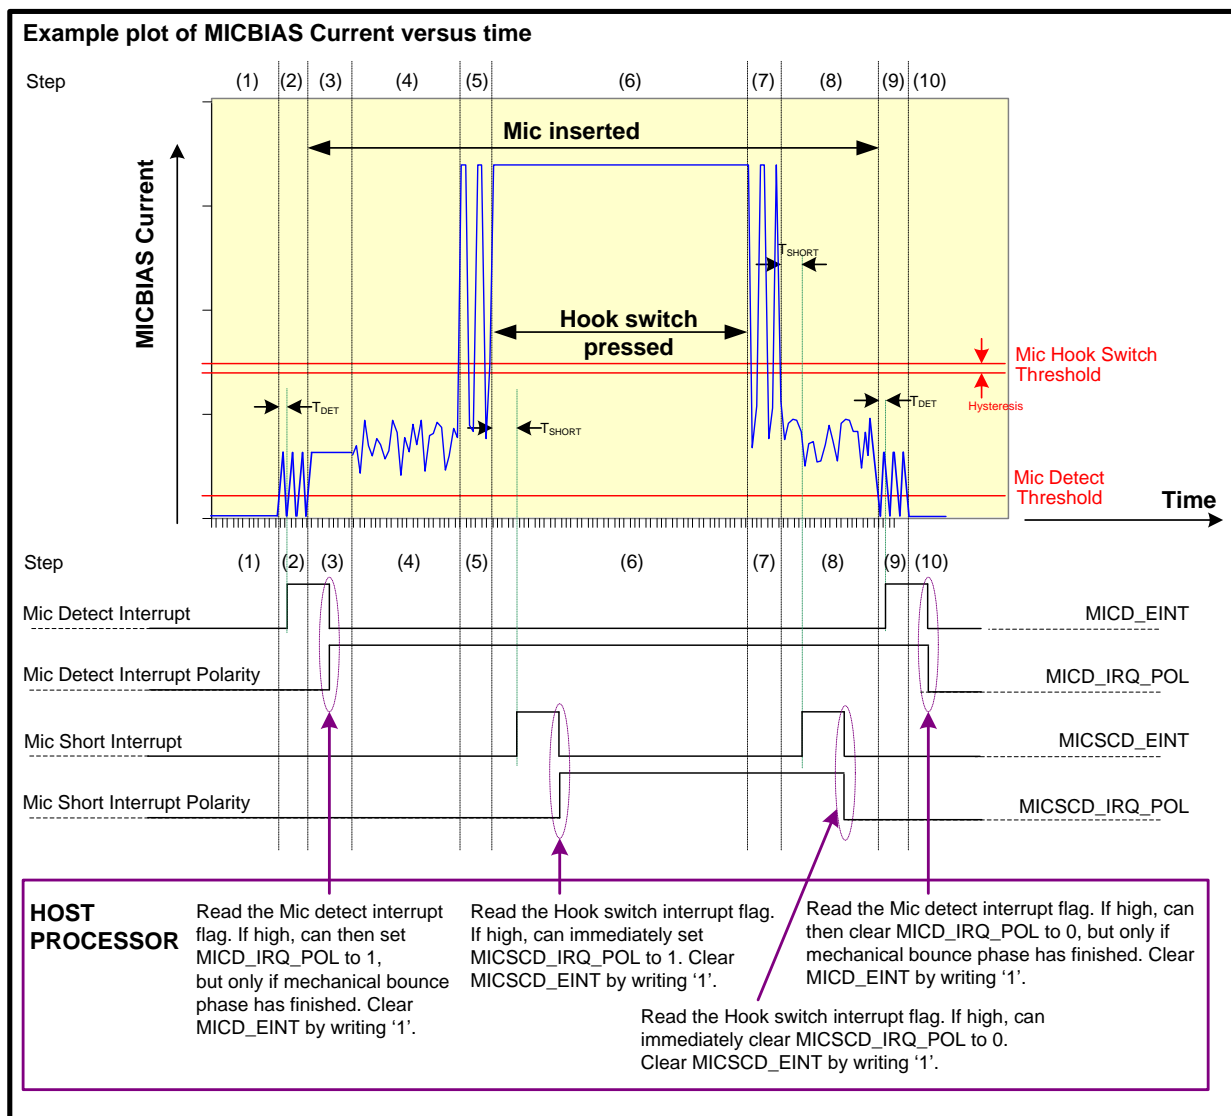 Example plot of MICBIAS Current versus time
Step
(1) (2) (3) (4) (5) (6) (7) (8) (9) (10)
Mic inserted
MICBIAS Current
TSHORT
Hook switch
pressed
Mic Hook Switch
Threshold
Hysteresis
TDET
TSHORT
TDET
Mic Detect
Threshold
Time
Step
(1) (2) (3) (4) (5) (6) (7) (8) (9) (10)
Mic Detect Interrupt
MICD_EINT
Mic Detect Interrupt Polarity
MICD_IRQ_POL
Mic Short Interrupt
MICSCD_EINT
Mic Short Interrupt Polarity
MICSCD_IRQ_POL
HOST
PROCESSOR
Read the Mic detect interrupt
flag. If high, can then set
MICD_IRQ_POL to 1,
but only if mechanical bounce
phase has finished. Clear
MICD_EINT by writing ‘1’.
Read the Hook switch interrupt flag.
If high, can immediately set
MICSCD_IRQ_POL to 1. Clear
MICSCD_EINT by writing ‘1’.
Read the Hook switch interrupt flag. If high, can
immediately clear MICSCD_IRQ_POL to 0.
Clear MICSCD_EINT by writing ‘1’.
Read the Mic detect interrupt flag. If high, can
then clear MICD_IRQ_POL to 0, but only if
mechanical bounce phase has finished. Clear
MICD_EINT by writing ‘1’.